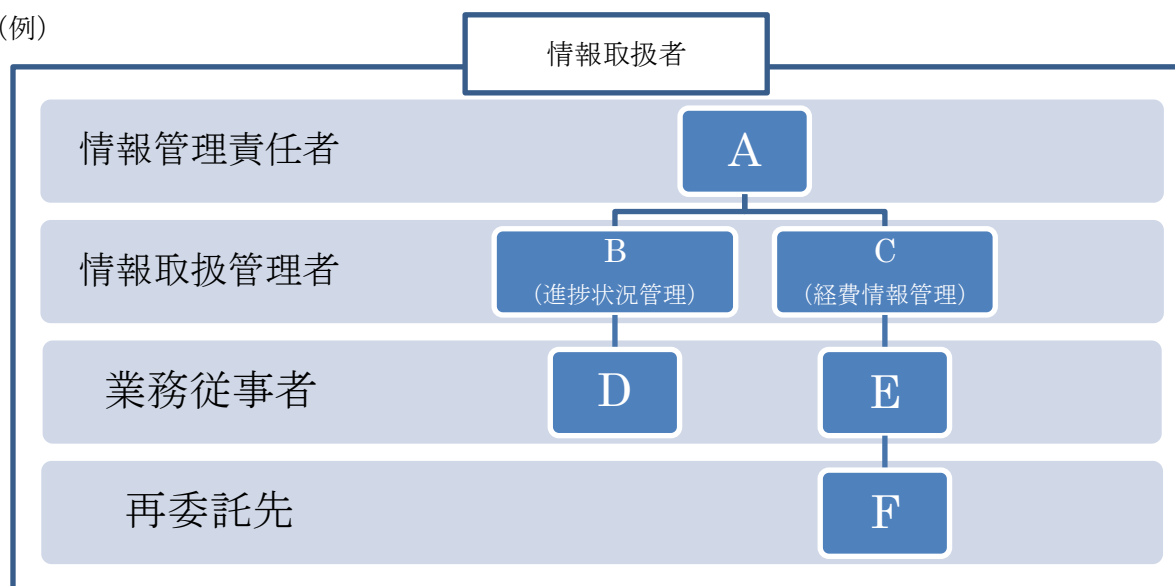 （例）
情報取扱者
情報管理責任者
A
情報取扱管理者
B
（進捗状況管理）
C
（経費情報管理）
業務従事者
D
E
再委託先
F